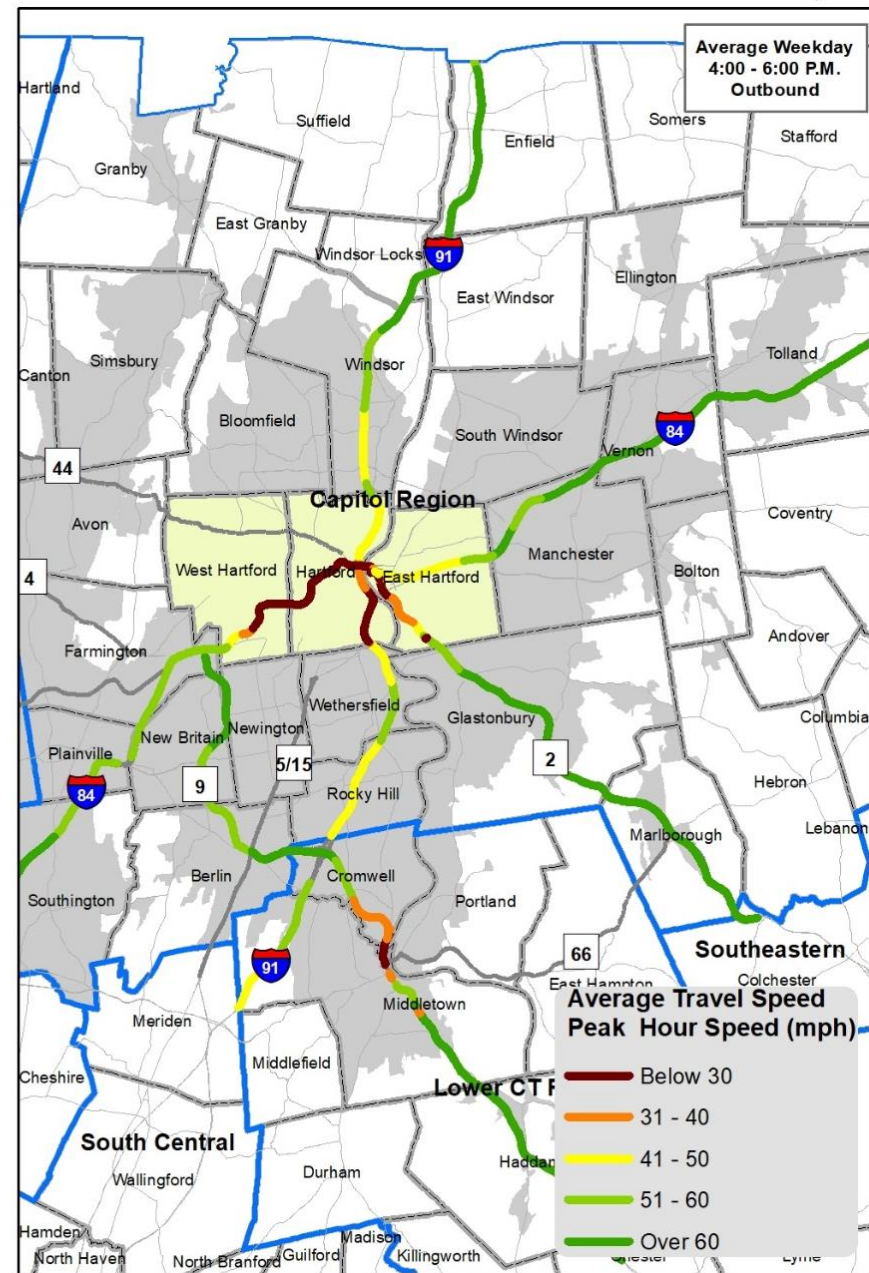 Average Weekday
4:00 - 6:00 P.M.
Outbound
Hartland
Suffield
Enfield
Somers
Stafford
Granby
East Granby
Windsor Locks
91
East Windsor
Ellington
Tolland
Simsbury
Canton
Windsor
Bloomfield
South Windsor
84
Vernon
44
Capitol Region
Avon
Coventry
4
West Hartford
Hartford
East Hartford
Manchester
Bolton
Andover
Farmington
Wethersfield
Glastonbury
Columbia
New Britain
Newington
Plainville
5/15
2
84
9
Rocky Hill
Hebron
Marlborough
Lebanon
Berlin
Cromwell
Southington
Portland
Southeastern
91
66
Colchester
East Hampton
Meriden
Middletown
Middlefield
Cheshire
Lower CT
South Central
Wallingford
Durham
Haddam
Hamden
North Haven
North Branford
Guilford
Madison
Killingworth
Average Travel Speed
Peak Hour Speed (mph)
Below 30
31 - 40
41 - 50
51 - 60
Over 60